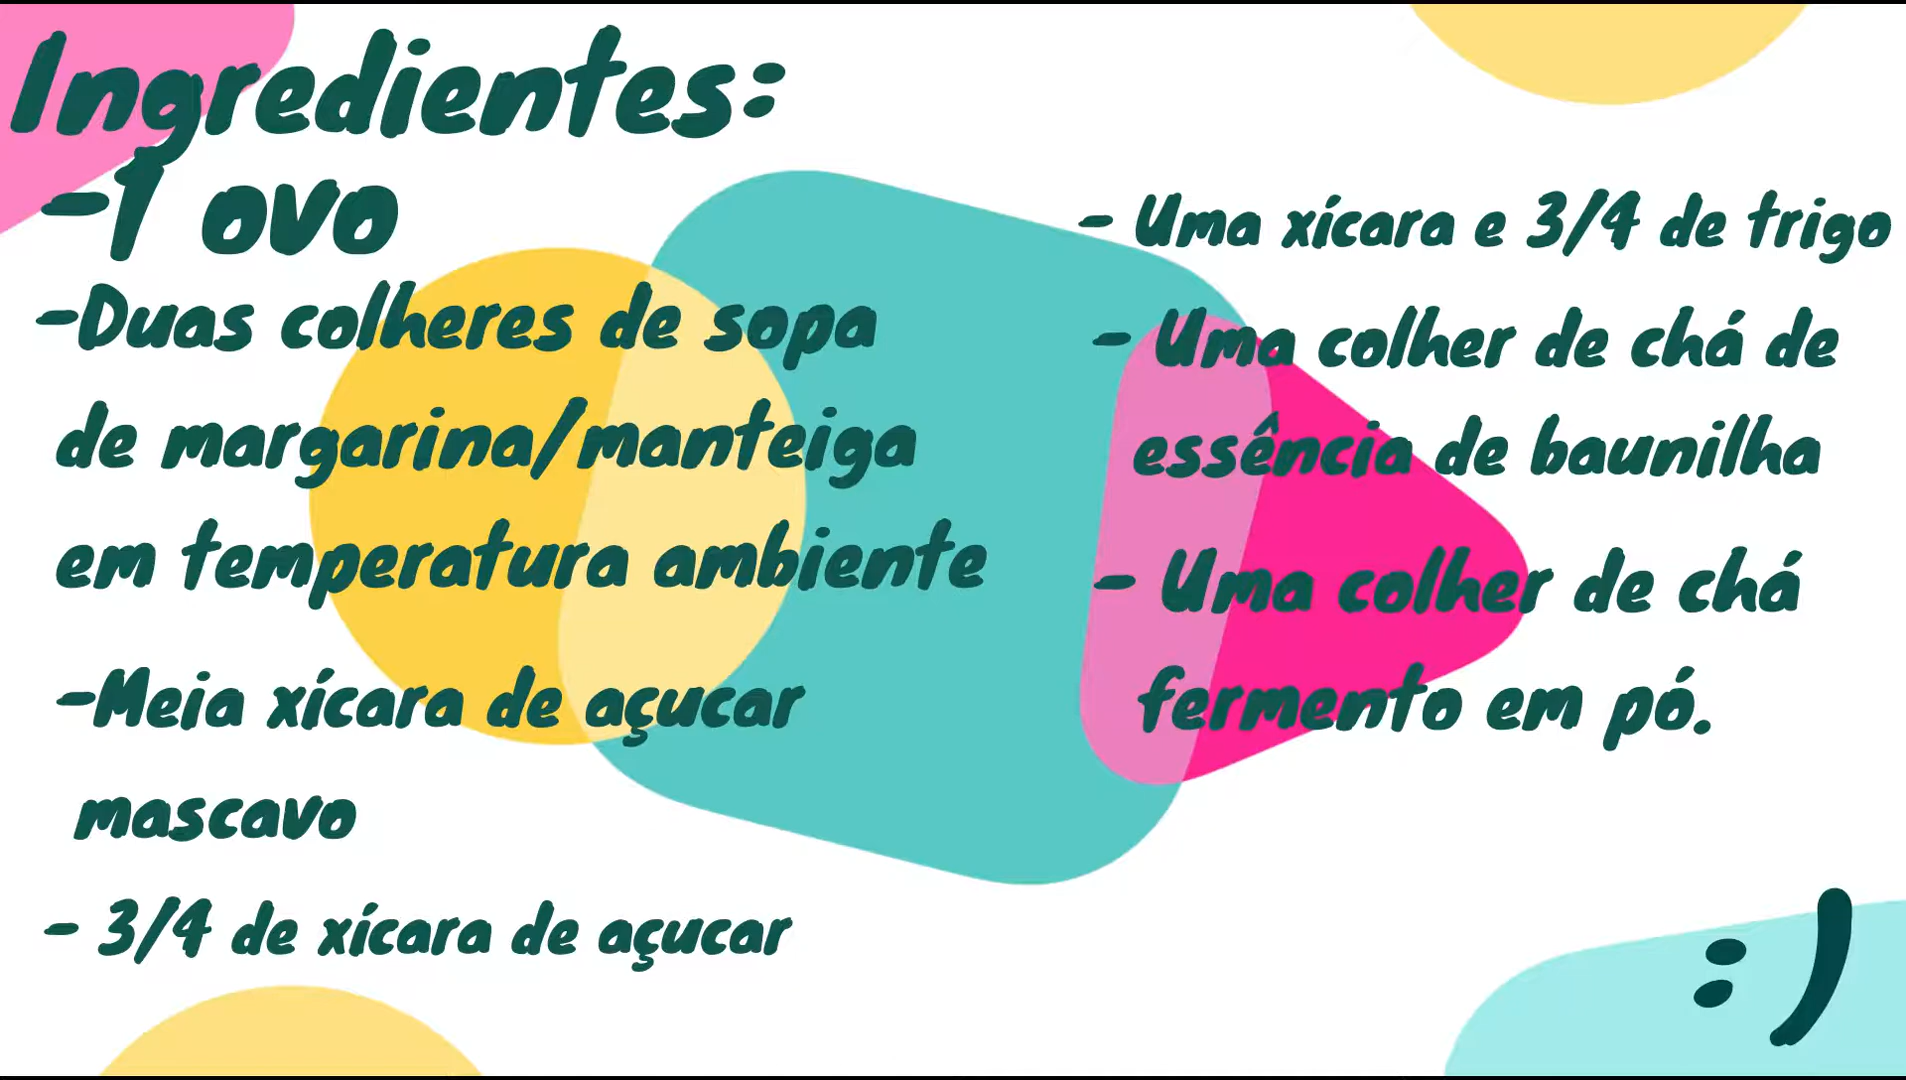 Ingredientes:
-1 ovo
-Duas colheres de sopa
de margarina/manteiga
em temperatura ambiente
-Meia xícara de açucar
mascavo
- 3/4 de xícara de açucar
- Uma xícara e 3/4 de trigo
- Uma colher de chá de
essência de baunilha
- Uma colher de chá
fermento em pó.
:)